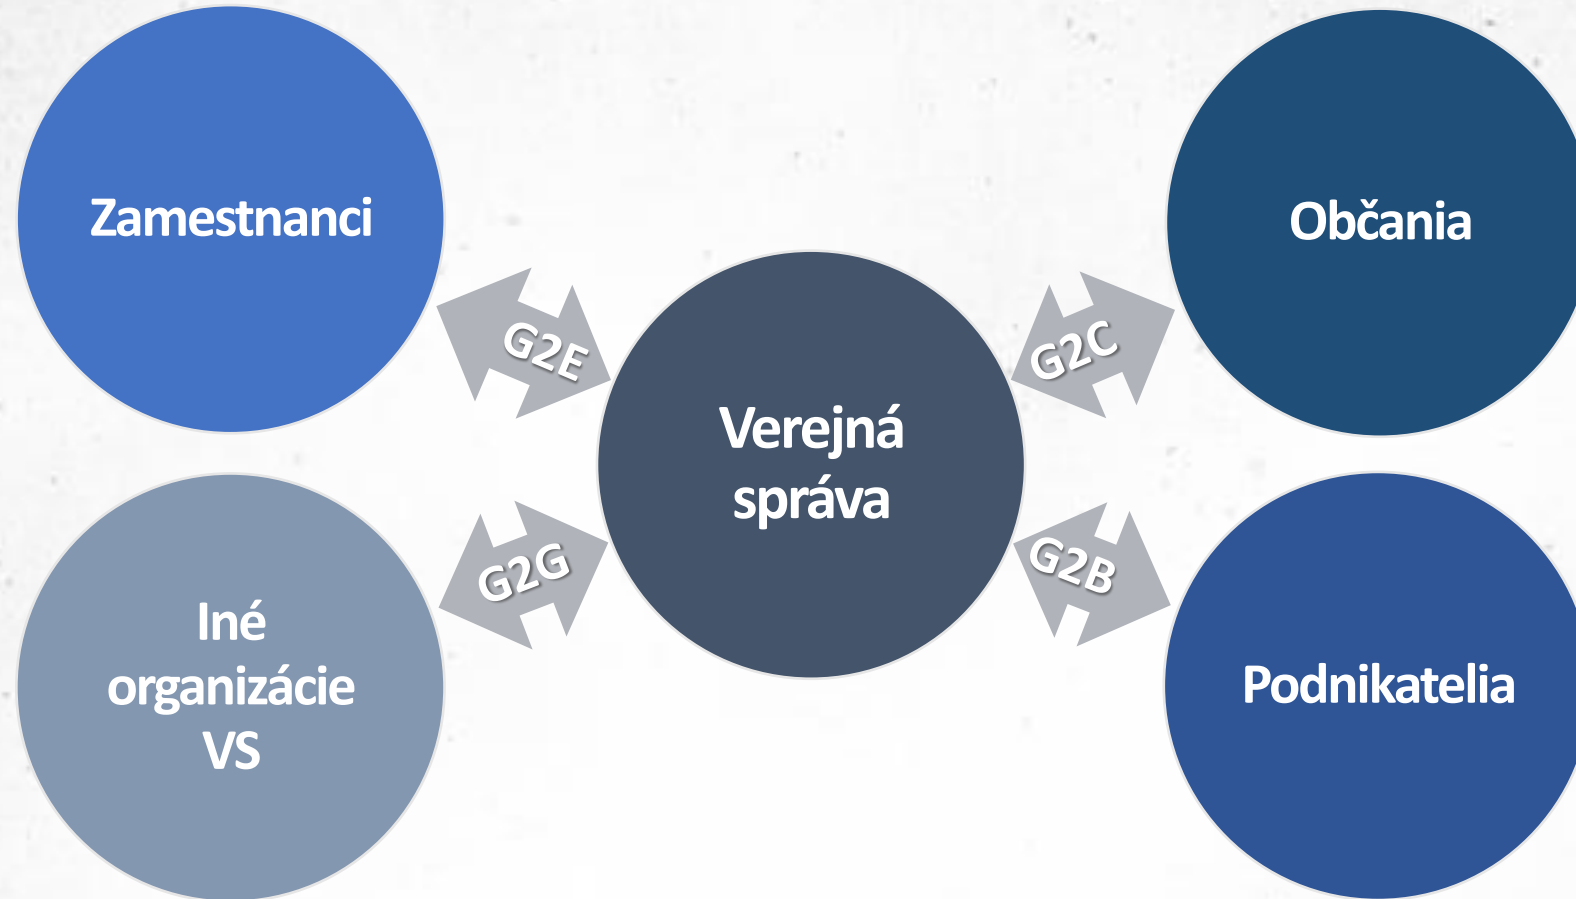 Zamestnanci
Občania
G2E
G2C
Verejná
správa
G2G
G2B
Iné
organizácie
VS
Podnikatelia